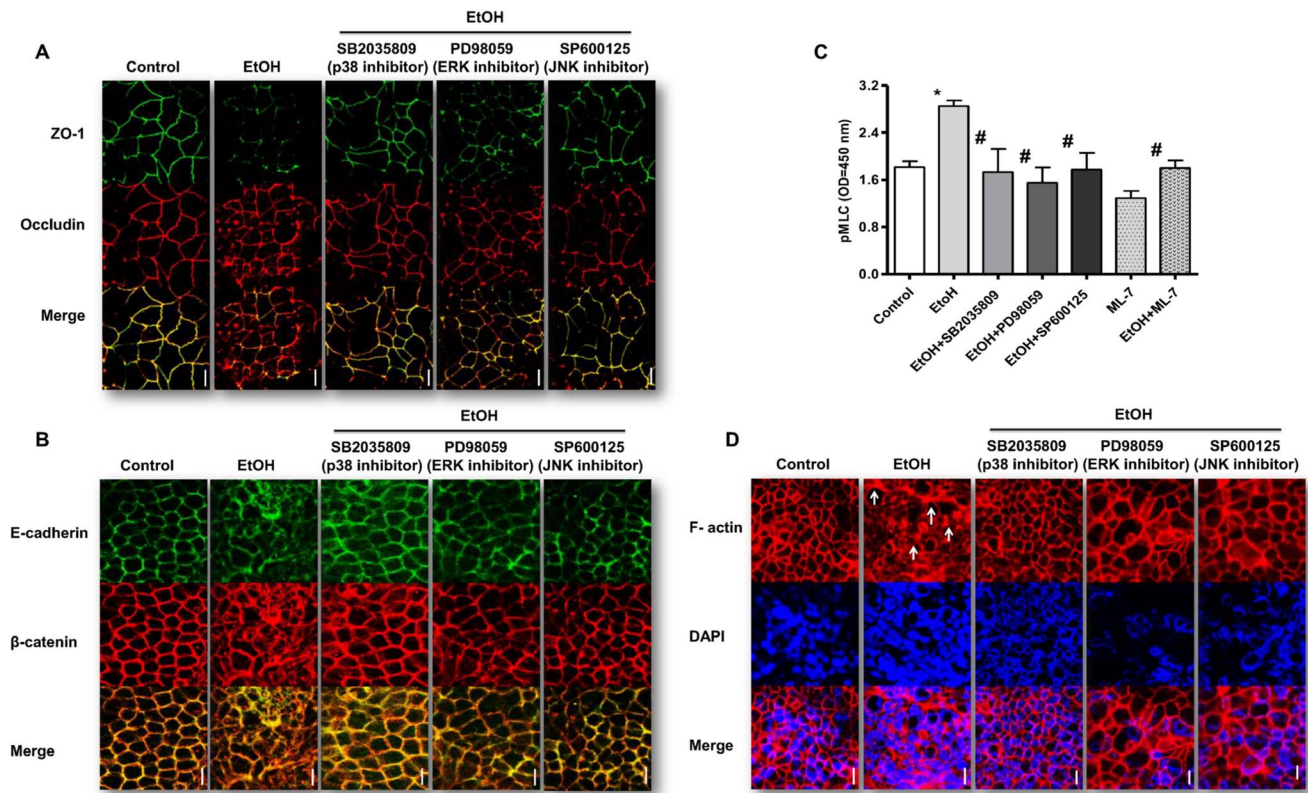 A
EtOH
Control
EtOH
SB2035809
(p38 inhibitor)
PD98059
(ERK inhibitor)
SP600125
(JNK inhibitor)
ZO-1
Occludin
Merge
C
pMLC (OD=450 nm)
3.2
2.4
1.6
0.8
0.0
*
#
#
#
#
Control
EtoH
EtOH+SB2035809
EtOH+PD98059
EtOH+SP600125
ML-7
EtOH+ML-7
B
EtOH
Control
EtOH
SB2035809
(p38 inhibitor)
PD98059
(ERK inhibitor)
SP600125
(JNK inhibitor)
E-cadherin
β-catenin
Merge
D
EtOH
Control
EtOH
SB2035809
(p38 inhibitor)
PD98059
(ERK inhibitor)
SP600125
(JNK inhibitor)
F- actin
DAPI
Merge